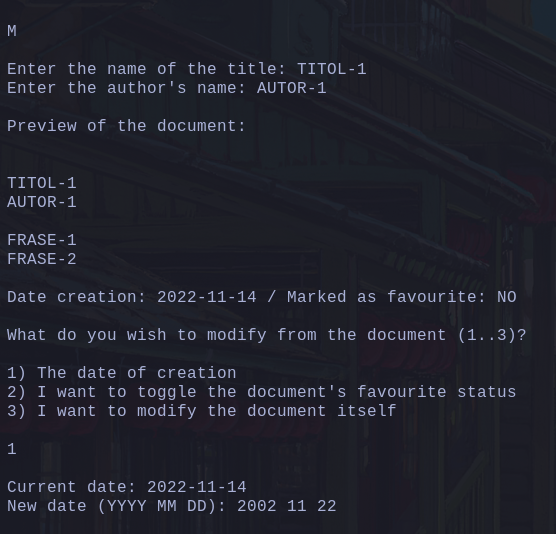 M
Enter the name of the title: TITOL-1
Enter the author's name: AUTOR-1
Preview of the document:
TITOL-1
AUTOR-1
FRASE-1
FRASE-2
Date creation: 2022-11-14 / Marked as favourite: NO
What do you wish to modify from the document (1..3)?
1) The date of creation
2) I want to toggle the document's favourite status
3) I want to modify the document itself
1
Current date: 2022-11-14
New date (YYYY MM DD): 2002 11 22